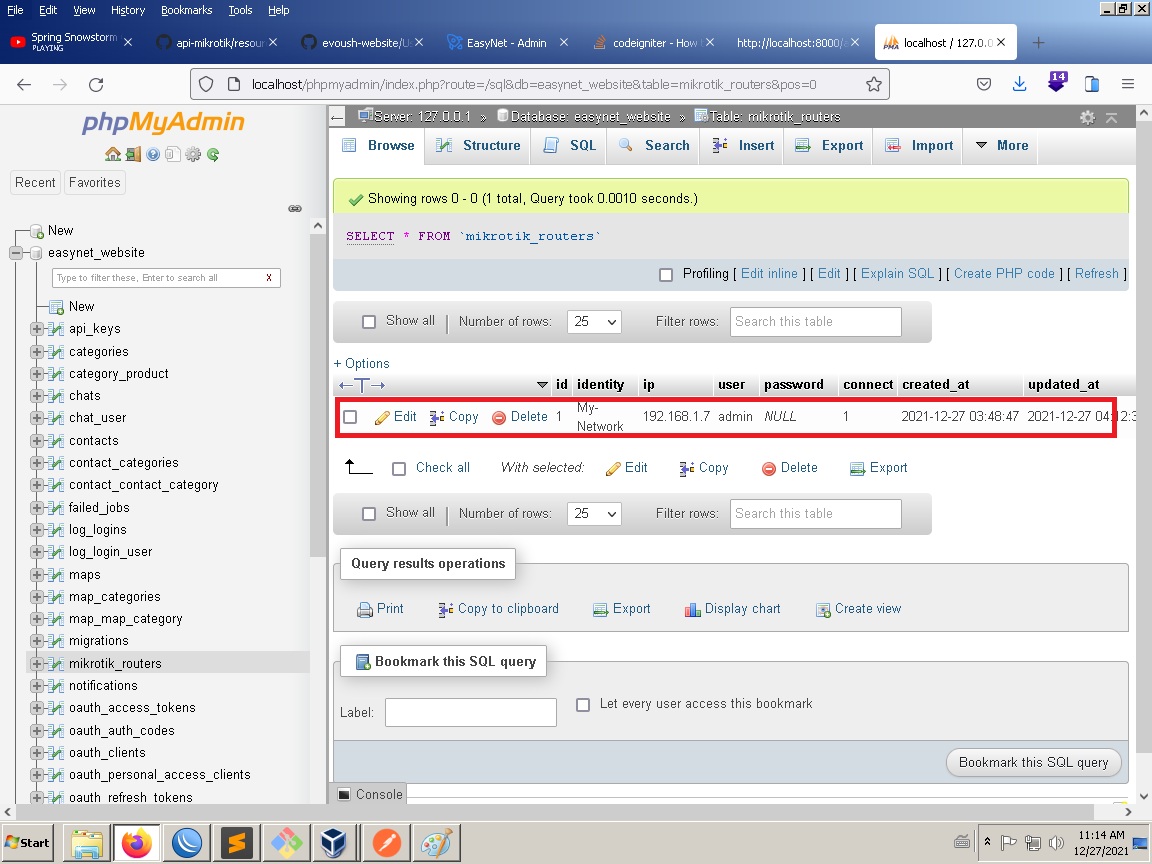 File Edit View History Bookmarks Tools Help
Spring Snowstorm
PLAYING
api-mikrotik/resour
evoush-website/U
EasyNet - Admin
codeigniter - How
http://localhost:8000/
localhost / 127.0.0
localhost/phpmyadmin/index.php?route=/sql&db=easynet_website&table=mikrotik_routers&pos=0
14
phpMyAdmin
Recent Favorites
New
easynet_website
Type to filter these, Enter to search all X
New
api_keys
categories
category_product
chats
chat_user
contacts
contact_categories
contact_contact_category
failed_jobs
log_logins
log_login_user
maps
map_categories
map_map_category
migrations
mikrotik_routers
notifications
oauth_access_tokens
oauth_auth_codes
oauth_clients
oauth_personal_access_clients
oauth_refresh_tokens
Server: 127.0.0.1 » Database: easynet_website » Table: mikrotik_routers
Browse Structure SQL Search Insert Export Import More
Showing rows 0 - 0 (1 total, Query took 0.0010 seconds.)
SELECT * FROM `mikrotik_routers`
Profiling [ Edit inline ] [ Edit ] [ Explain SQL ] [ Create PHP code ] [ Refresh ]
Show all Number of rows: 25 Filter rows: Search this table
+ Options
←T→ id identity ip user password connect created_at updated_at
Edit Copy Delete 1 My-Network 192.168.1.7 admin NULL 1 2021-12-27 03:48:47 2021-12-27 04:12:3
Check all With selected: Edit Copy Delete Export
Show all Number of rows: 25 Filter rows: Search this table
Query results operations
Print Copy to clipboard Export Display chart Create view
Bookmark this SQL query
Label: Let every user access this bookmark
Bookmark this SQL query
Console
Start
11:14 AM
12/27/2021